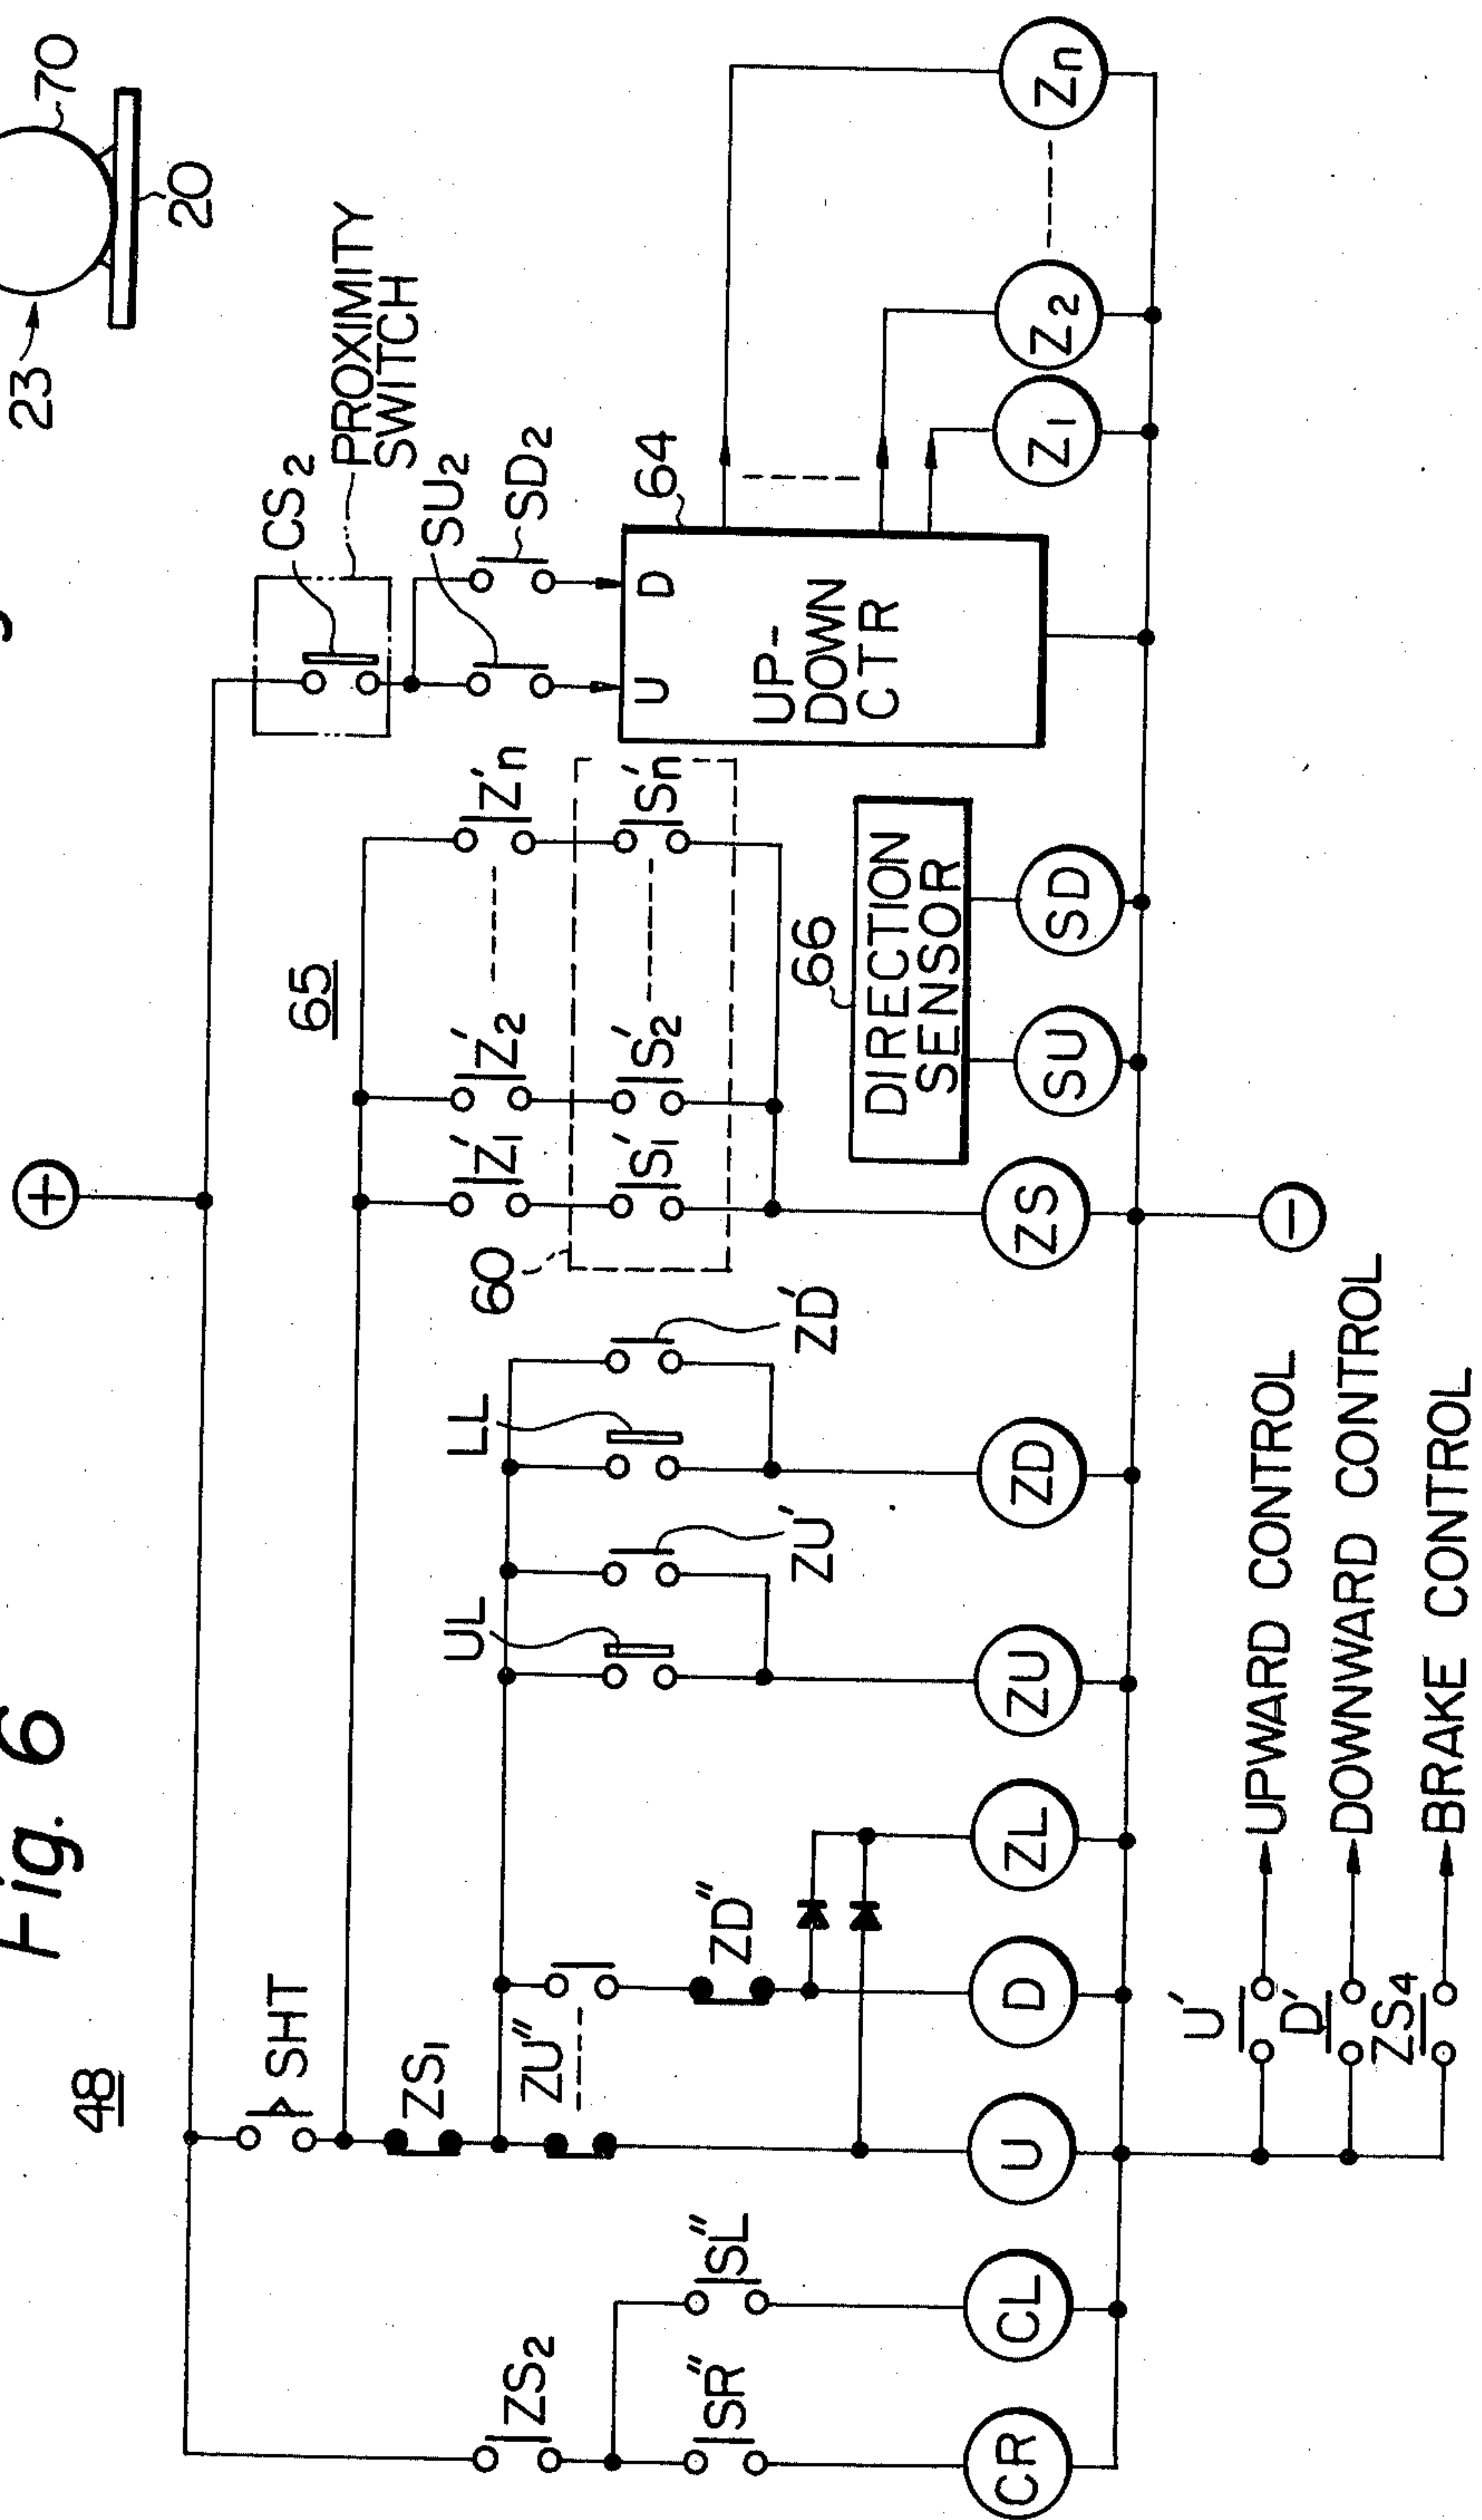 Fig. 6
48
23
70
20
+
SHT
65
CS2
PROXIMITY
SWITCH
ZS1
UL
LL
60
Z'1
Z'2
Z'n
SU2
SD2
ZS2
ZU"
ZU'
ZD'
S'1
S'2
S'n
64
U
D
SR"
SL"
ZD"
66
DIRECTION
SENSOR
UP-
DOWN
CTR
CR
CL
U
D
ZL
ZU
ZD
ZS
SU
SD
Z1
Z2
Zn
−
U'
UPWARD CONTROL
D'
DOWNWARD CONTROL
ZS4
BRAKE CONTROL